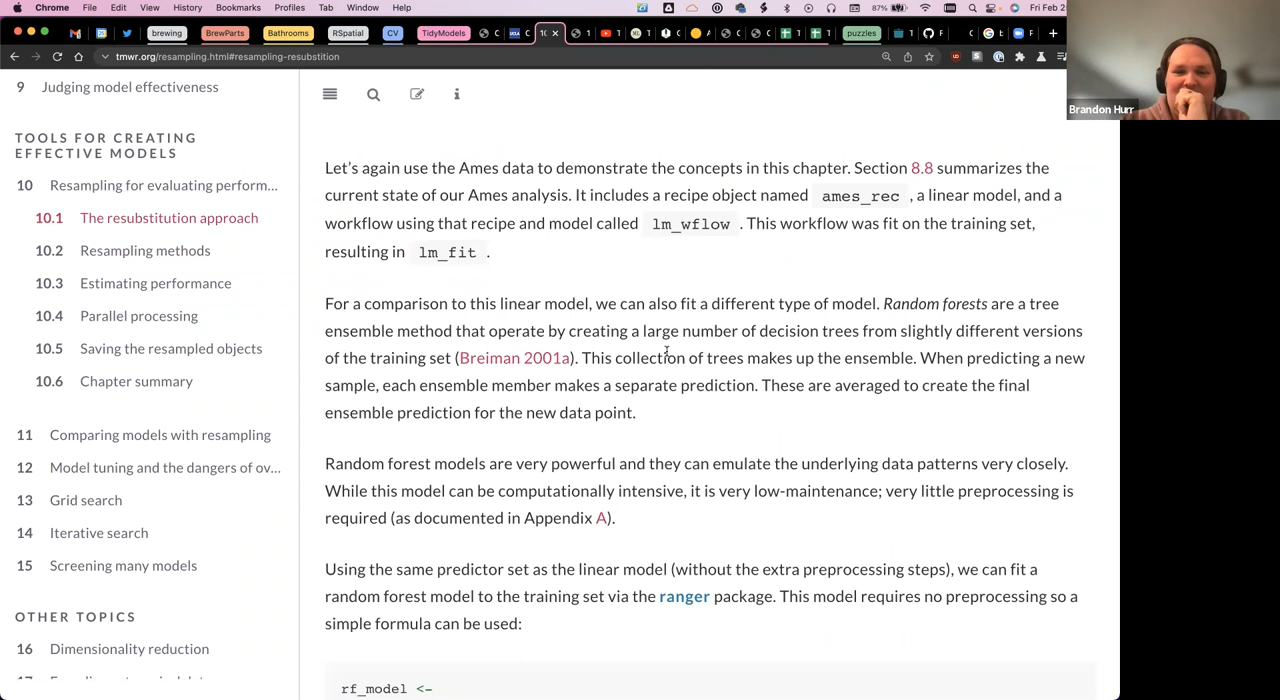 Chrome File Edit View History Bookmarks Profiles Tab Window Help 87% Fri Feb 2
brewing BrewParts Bathrooms RSpatial CV TidyModels puzzles
tmwr.org/resampling.html#resampling-resubstition
Brandon Hurr
9 Judging model effectiveness
TOOLS FOR CREATING
EFFECTIVE MODELS
10 Resampling for evaluating perform...
10.1 The resubstitution approach
10.2 Resampling methods
10.3 Estimating performance
10.4 Parallel processing
10.5 Saving the resampled objects
10.6 Chapter summary
11 Comparing models with resampling
12 Model tuning and the dangers of ov...
13 Grid search
14 Iterative search
15 Screening many models
OTHER TOPICS
16 Dimensionality reduction
Let's again use the Ames data to demonstrate the concepts in this chapter. Section 8.8 summarizes the
current state of our Ames analysis. It includes a recipe object named ames_rec , a linear model, and a
workflow using that recipe and model called lm_wflow . This workflow was fit on the training set,
resulting in lm_fit .
For a comparison to this linear model, we can also fit a different type of model. Random forests are a tree
ensemble method that operate by creating a large number of decision trees from slightly different versions
of the training set (Breiman 2001a). This collection of trees makes up the ensemble. When predicting a new
sample, each ensemble member makes a separate prediction. These are averaged to create the final
ensemble prediction for the new data point.
Random forest models are very powerful and they can emulate the underlying data patterns very closely.
While this model can be computationally intensive, it is very low-maintenance; very little preprocessing is
required (as documented in Appendix A).
Using the same predictor set as the linear model (without the extra preprocessing steps), we can fit a
random forest model to the training set via the ranger package. This model requires no preprocessing so a
simple formula can be used:
rf_model <-